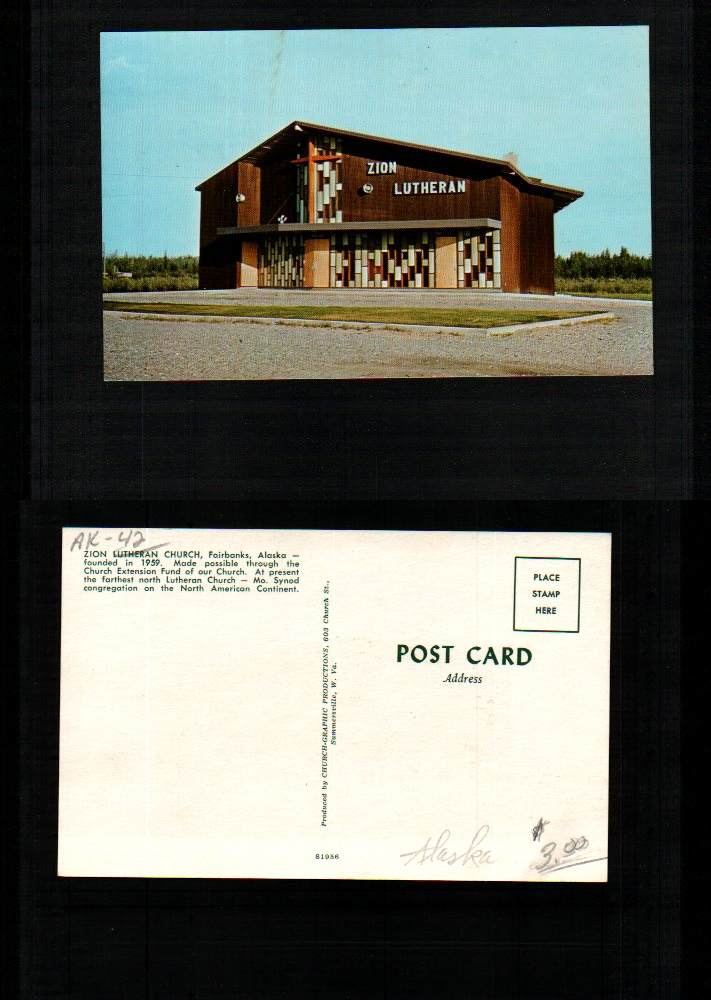 ZION
LUTHERAN
AK-42
ZION LUTHERAN CHURCH, Fairbanks, Alaska —
founded in 1959. Made possible through the
Church Extension Fund of our Church. At present
the farthest north Lutheran Church — Mo. Synod
congregation on the North American Continent.
Produced by CHURCH-GRAPHIC PRODUCTIONS, 603 Church St.,
Summersville, W. Va.
PLACE
STAMP
HERE
POST CARD
Address
81956
Alaska
$3.00